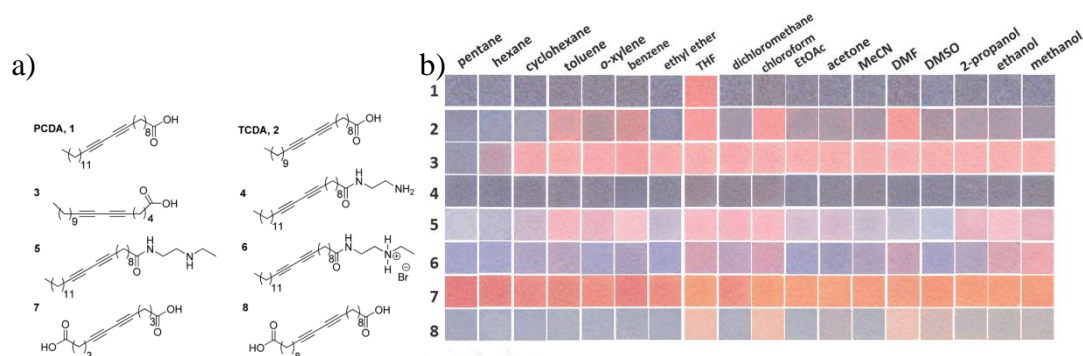 a)
PCDA, 1
8
OH
O
11
TCDA, 2
8
OH
O
9
3
O
OH
9
4
4
H
N
NH2
8
O
11
5
H
N
N
H
8
O
11
6
H
N
H
N
⊕
H
8
O
11
⊖
Br
7
O
HO
3
OH
O
3
8
O
HO
8
OH
O
8
b)
pentane
hexane
cyclohexane
toluene
o-xylene
benzene
ethyl ether
THF
dichloromethane
chloroform
EtOAc
acetone
MeCN
DMF
DMSO
2-propanol
ethanol
methanol
1
2
3
4
5
6
7
8